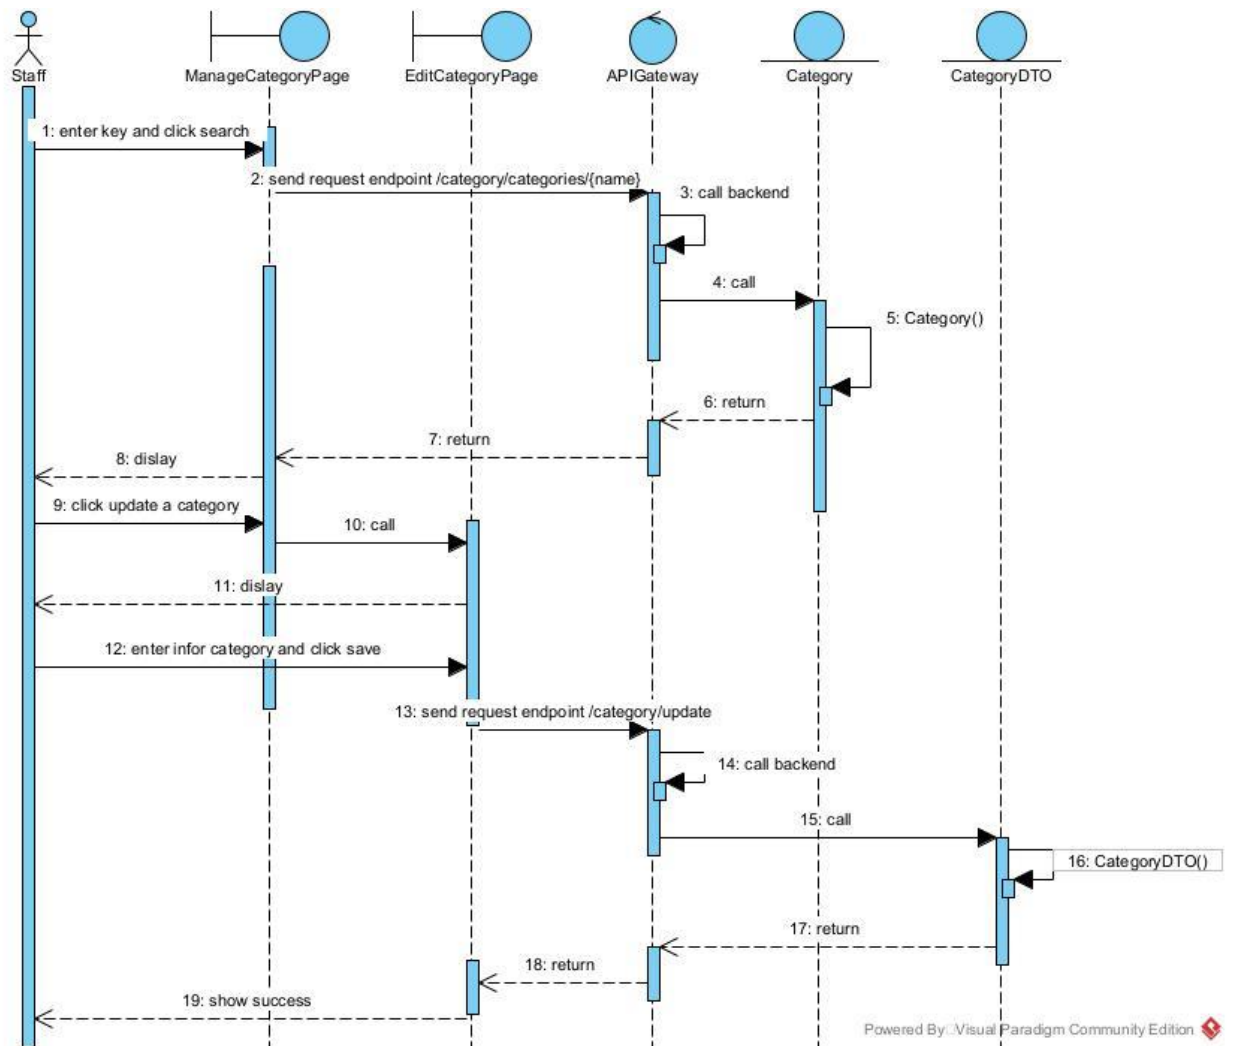 Staff
ManageCategoryPage
EditCategoryPage
APIGateway
Category
CategoryDTO
1: enter key and click search
2: send request endpoint /category/categories/{name}
3: call backend
4: call
5: Category()
6: return
7: return
8: dislay
9: click update a category
10: call
11: dislay
12: enter infor category and click save
13: send request endpoint /category/update
14: call backend
15: call
16: CategoryDTO()
17: return
18: return
19: show success
Powered By Visual Paradigm Community Edition